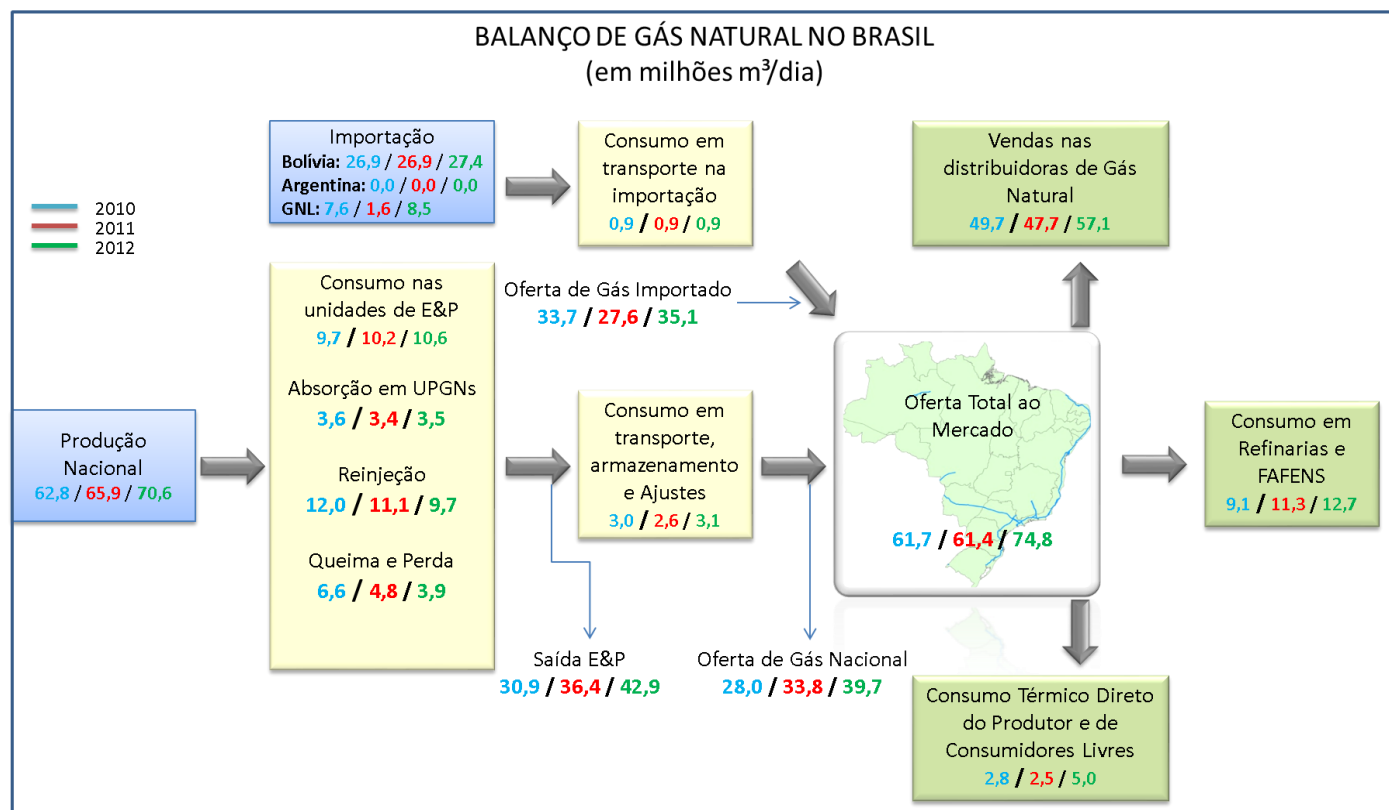 BALANÇO DE GÁS NATURAL NO BRASIL
(em milhões m³/dia)
Importação
Bolívia: 26,9 / 26,9 / 27,4
Argentina: 0,0 / 0,0 / 0,0
GNL: 7,6 / 1,6 / 8,5
Consumo em
transporte na
importação
0,9 / 0,9 / 0,9
Vendas nas
distribuidoras de Gás
Natural
49,7 / 47,7 / 57,1
2010
2011
2012
Consumo nas
unidades de E&P
9,7 / 10,2 / 10,6
Absorção em UPGNs
3,6 / 3,4 / 3,5
Reinjeção
12,0 / 11,1 / 9,7
Queima e Perda
6,6 / 4,8 / 3,9
Oferta de Gás Importado
33,7 / 27,6 / 35,1
Produção
Nacional
62,8 / 65,9 / 70,6
Consumo em
transporte,
armazenamento
e Ajustes
3,0 / 2,6 / 3,1
Oferta Total ao
Mercado
61,7 / 61,4 / 74,8
Consumo em
Refinarias e
FAFENS
9,1 / 11,3 / 12,7
Saída E&P
30,9 / 36,4 / 42,9
Oferta de Gás Nacional
28,0 / 33,8 / 39,7
Consumo Térmico Direto
do Produtor e de
Consumidores Livres
2,8 / 2,5 / 5,0